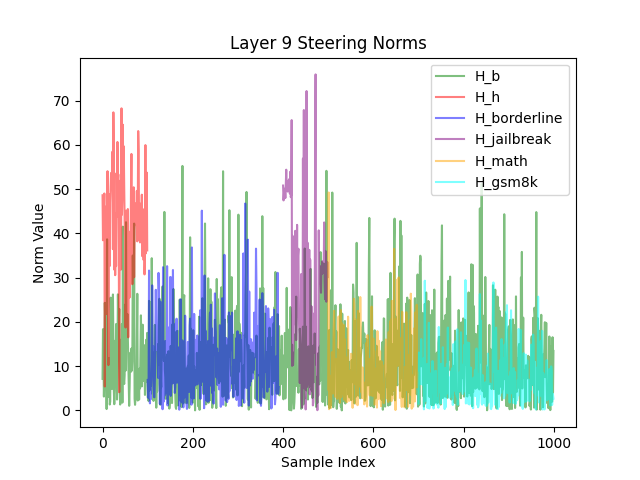 Layer 9 Steering Norms
H_b
H_h
H_borderline
H_jailbreak
H_math
H_gsm8k
70
60
50
40
30
20
10
0
Norm Value
0
200
400
600
800
1000
Sample Index